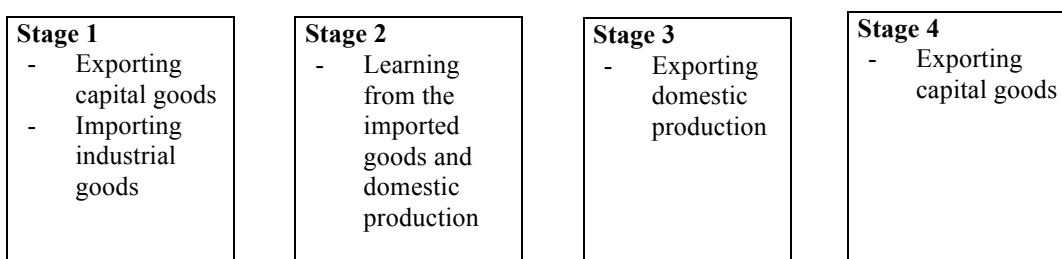 Stage 1
- Exporting
capital goods
- Importing
industrial
goods
Stage 2
- Learning
from the
imported
goods and
domestic
production
Stage 3
- Exporting
domestic
production
Stage 4
- Exporting
capital goods